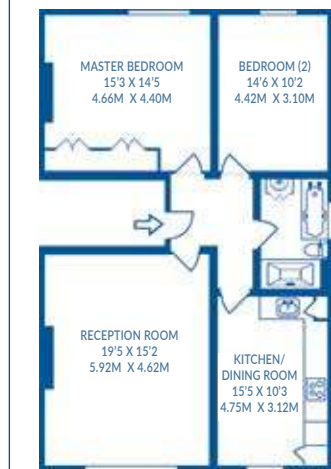 MASTER BEDROOM
15'3 X 14'5
4.66M X 4.40M
BEDROOM (2)
14'6 X 10'2
4.42M X 3.10M
RECEPTION ROOM
19'5 X 15'2
5.92M X 4.62M
KITCHEN/
DINING ROOM
15'5 X 10'3
4.75M X 3.12M